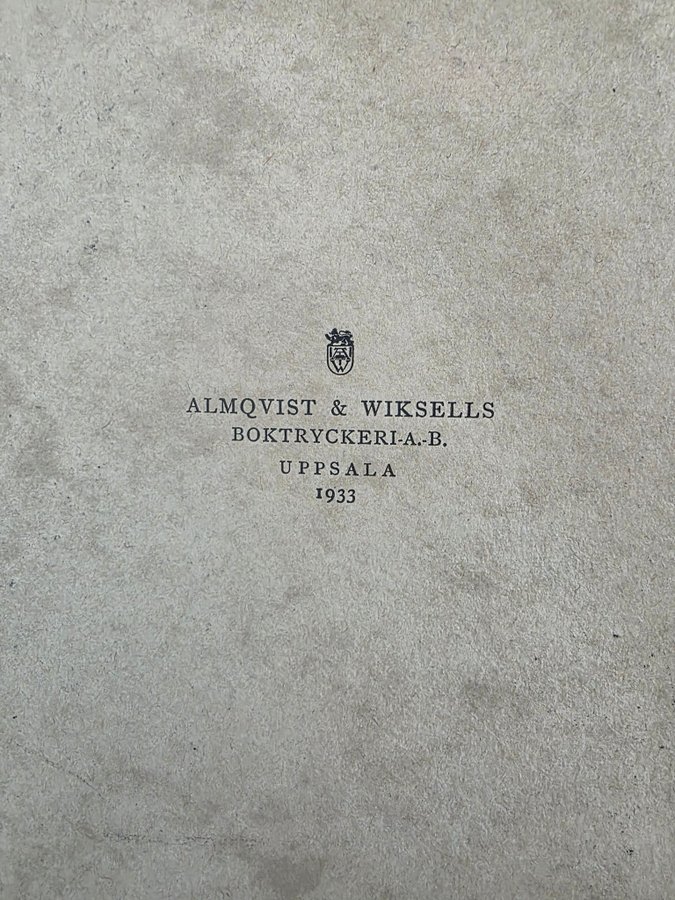 ALMQVIST & WIKSELLS
BOKTRYCKERI-A.-B.
UPPSALA
1933